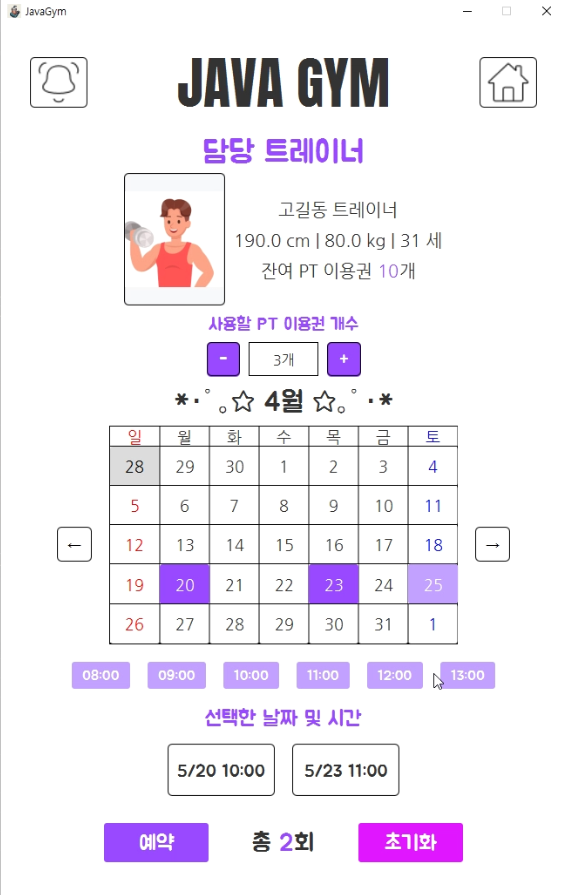 JavaGym
JAVA GYM
담당 트레이너
고길동 트레이너
190.0 cm | 80.0 kg | 31 세
잔여 PT 이용권 10개
사용할 PT 이용권 개수
- 3개 +
*･ﾟ｡☆ 4월 ☆｡ﾟ･*
일 월 화 수 목 금 토
28 29 30 1 2 3 4
5 6 7 8 9 10 11
12 13 14 15 16 17 18
← →
19 20 21 22 23 24 25
26 27 28 29 30 31 1
08:00 09:00 10:00 11:00 12:00 13:00
선택한 날짜 및 시간
5/20 10:00 5/23 11:00
예약 총 2회 초기화